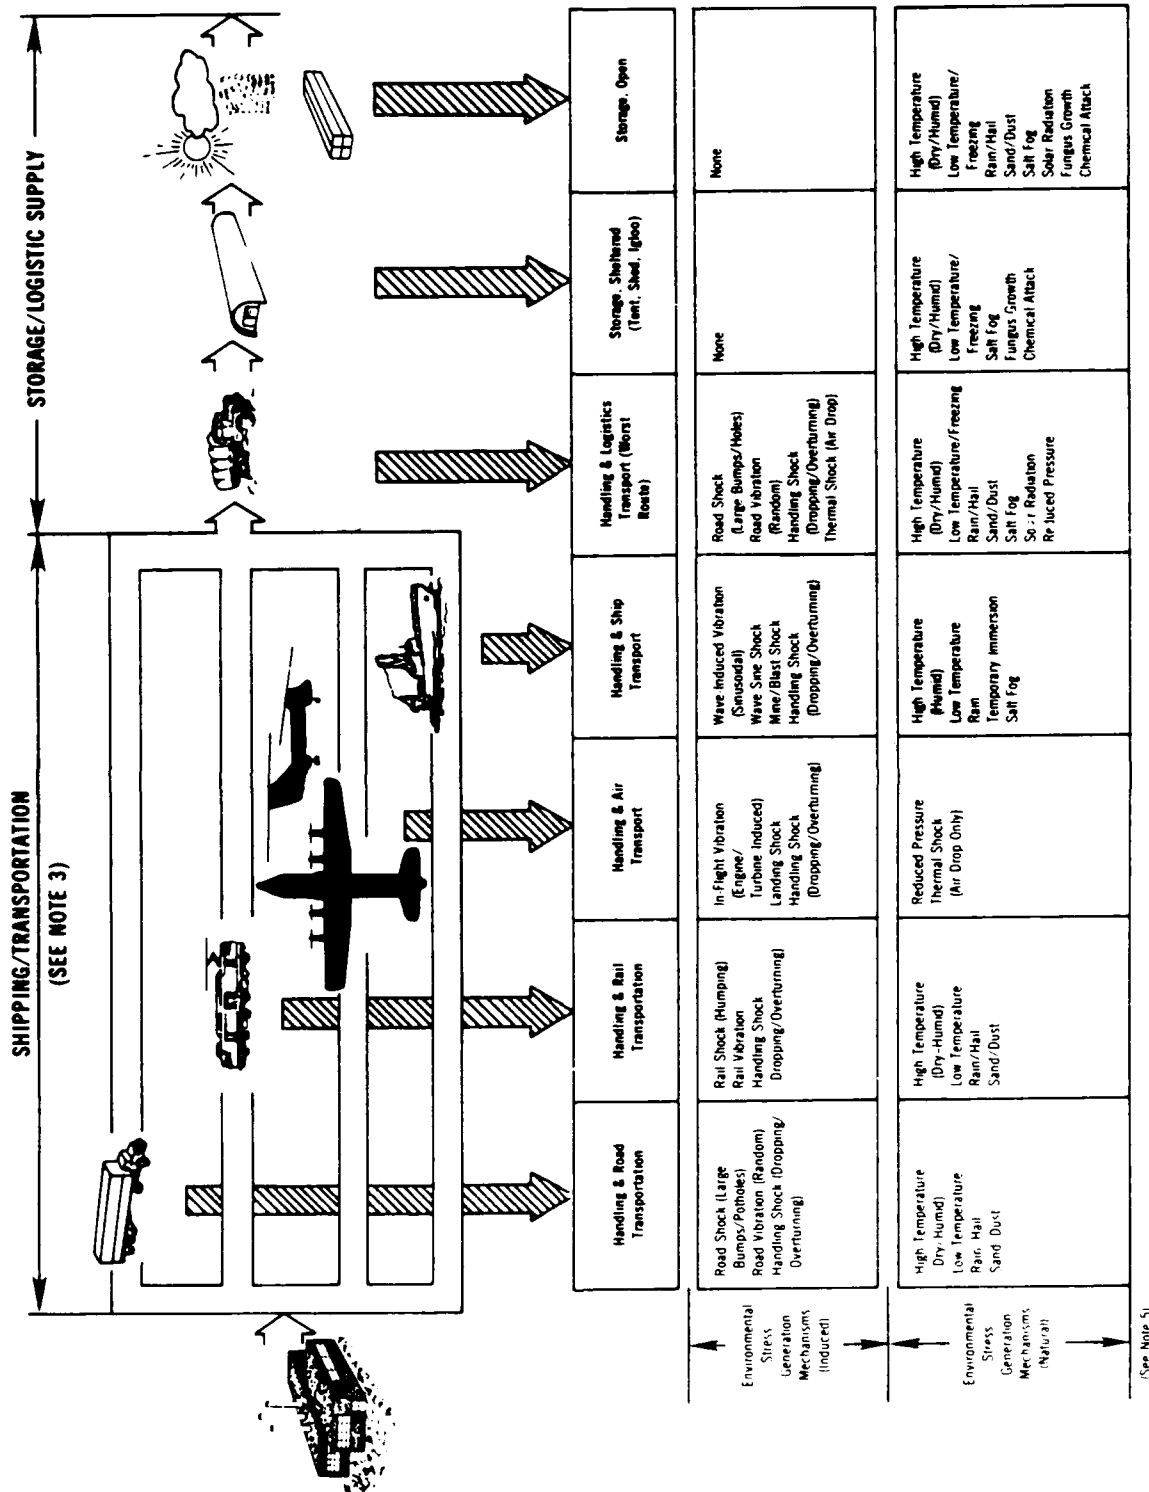 SHIPPING/TRANSPORTATION
(SEE NOTE 3)
STORAGE/LOGISTIC SUPPLY
Handling & Road
Transportation
Handling & Rail
Transportation
Handling & Air
Transport
Handling & Ship
Transport
Handling & Logistics
Transport (Worst
Route)
Storage, Sheltered
(Tent, Shed, Igloo)
Storage, Open
Environmental
Stress
Generation
Mechanisms
(Induced)
Road Shock (Large
Bumps/Potholes)
Road Vibration (Random)
Handling Shock (Dropping/
Overturning)
Rail Shock (Humping)
Rail Vibration
Handling Shock
Dropping/Overturning)
In-Flight Vibration
(Engine/
Turbine Induced)
Landing Shock
Handling Shock
(Dropping/Overturning)
Wave-Induced Vibration
(Sinusoidal)
Wave Sine Shock
Mine/Blast Shock
Handling Shock
(Dropping/Overturning)
Road Shock
(Large Bumps/Holes)
Road Vibration
(Random)
Handling Shock
(Dropping/Overturning)
Thermal Shock (Air Drop)
None
None
Environmental
Stress
Generation
Mechanisms
(Natural)
High Temperature
Dry/Humid)
Low Temperature
Rain/Hail
Sand/Dust
High Temperature
(Dry-Humid)
Low Temperature
Rain/Hail
Sand/Dust
Reduced Pressure
Thermal Shock
(Air Drop Only)
High Temperature
(Humid)
Low Temperature
Rain
Temporary Immersion
Salt Fog
High Temperature
(Dry/Humid)
Low Temperature/Freezing
Rain/Hail
Sand/Dust
Salt Fog
Solar Radiation
Reduced Pressure
High Temperature
(Dry/Humid)
Low Temperature/
Freezing
Salt Fog
Fungus Growth
Chemical Attack
High Temperature
(Dry/Humid)
Low Temperature/
Freezing
Rain/Hail
Sand/Dust
Salt Fog
Solar Radiation
Fungus Growth
Chemical Attack
(See Note 5)